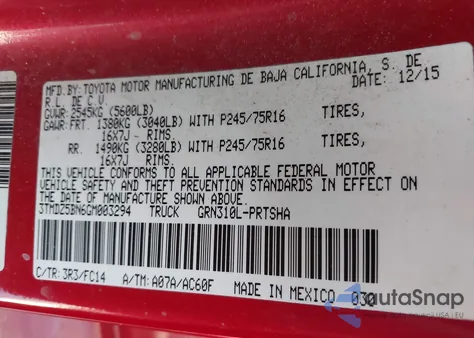 MFD.BY: TOYOTA MOTOR MANUFACTURING DE BAJA CALIFORNIA, S. DE
R.L. DE C.V. DATE: 12/15
GVWR: 2545KG (5600LB)
GAWR: FRT. 1380KG (3040LB) WITH P245/75R16 TIRES,
16X7J - RIMS.
RR. 1490KG (3280LB) WITH P245/75R16 TIRES,
16X7J - RIMS.
THIS VEHICLE CONFORMS TO ALL APPLICABLE FEDERAL MOTOR
VEHICLE SAFETY AND THEFT PREVENTION STANDARDS IN EFFECT ON
THE DATE OF MANUFACTURE SHOWN ABOVE.
3TMDZ5BN6GM003294 TRUCK GRN310L-PRTSHA
C/TR: 3R3/FC14 A/TM: A07A/AC60F MADE IN MEXICO
autoSnap